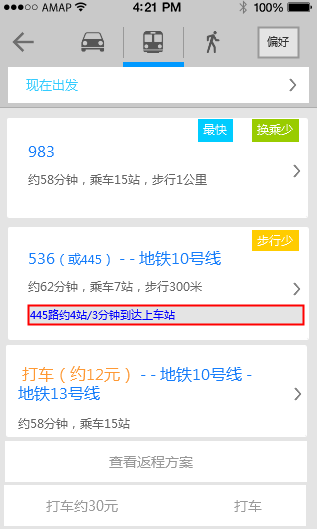 AMAP 4:21 PM 100%
偏好
现在出发
最快 换乘少
983
约58分钟，乘车15站，步行1公里
步行少
536（或445）- - 地铁10号线
约62分钟，乘车7站，步行300米
445路约4站/3分钟到达上车站
打车（约12元）- - 地铁10号线 -
地铁13号线
约58分钟，乘车15站
查看返程方案
打车约30元 打车